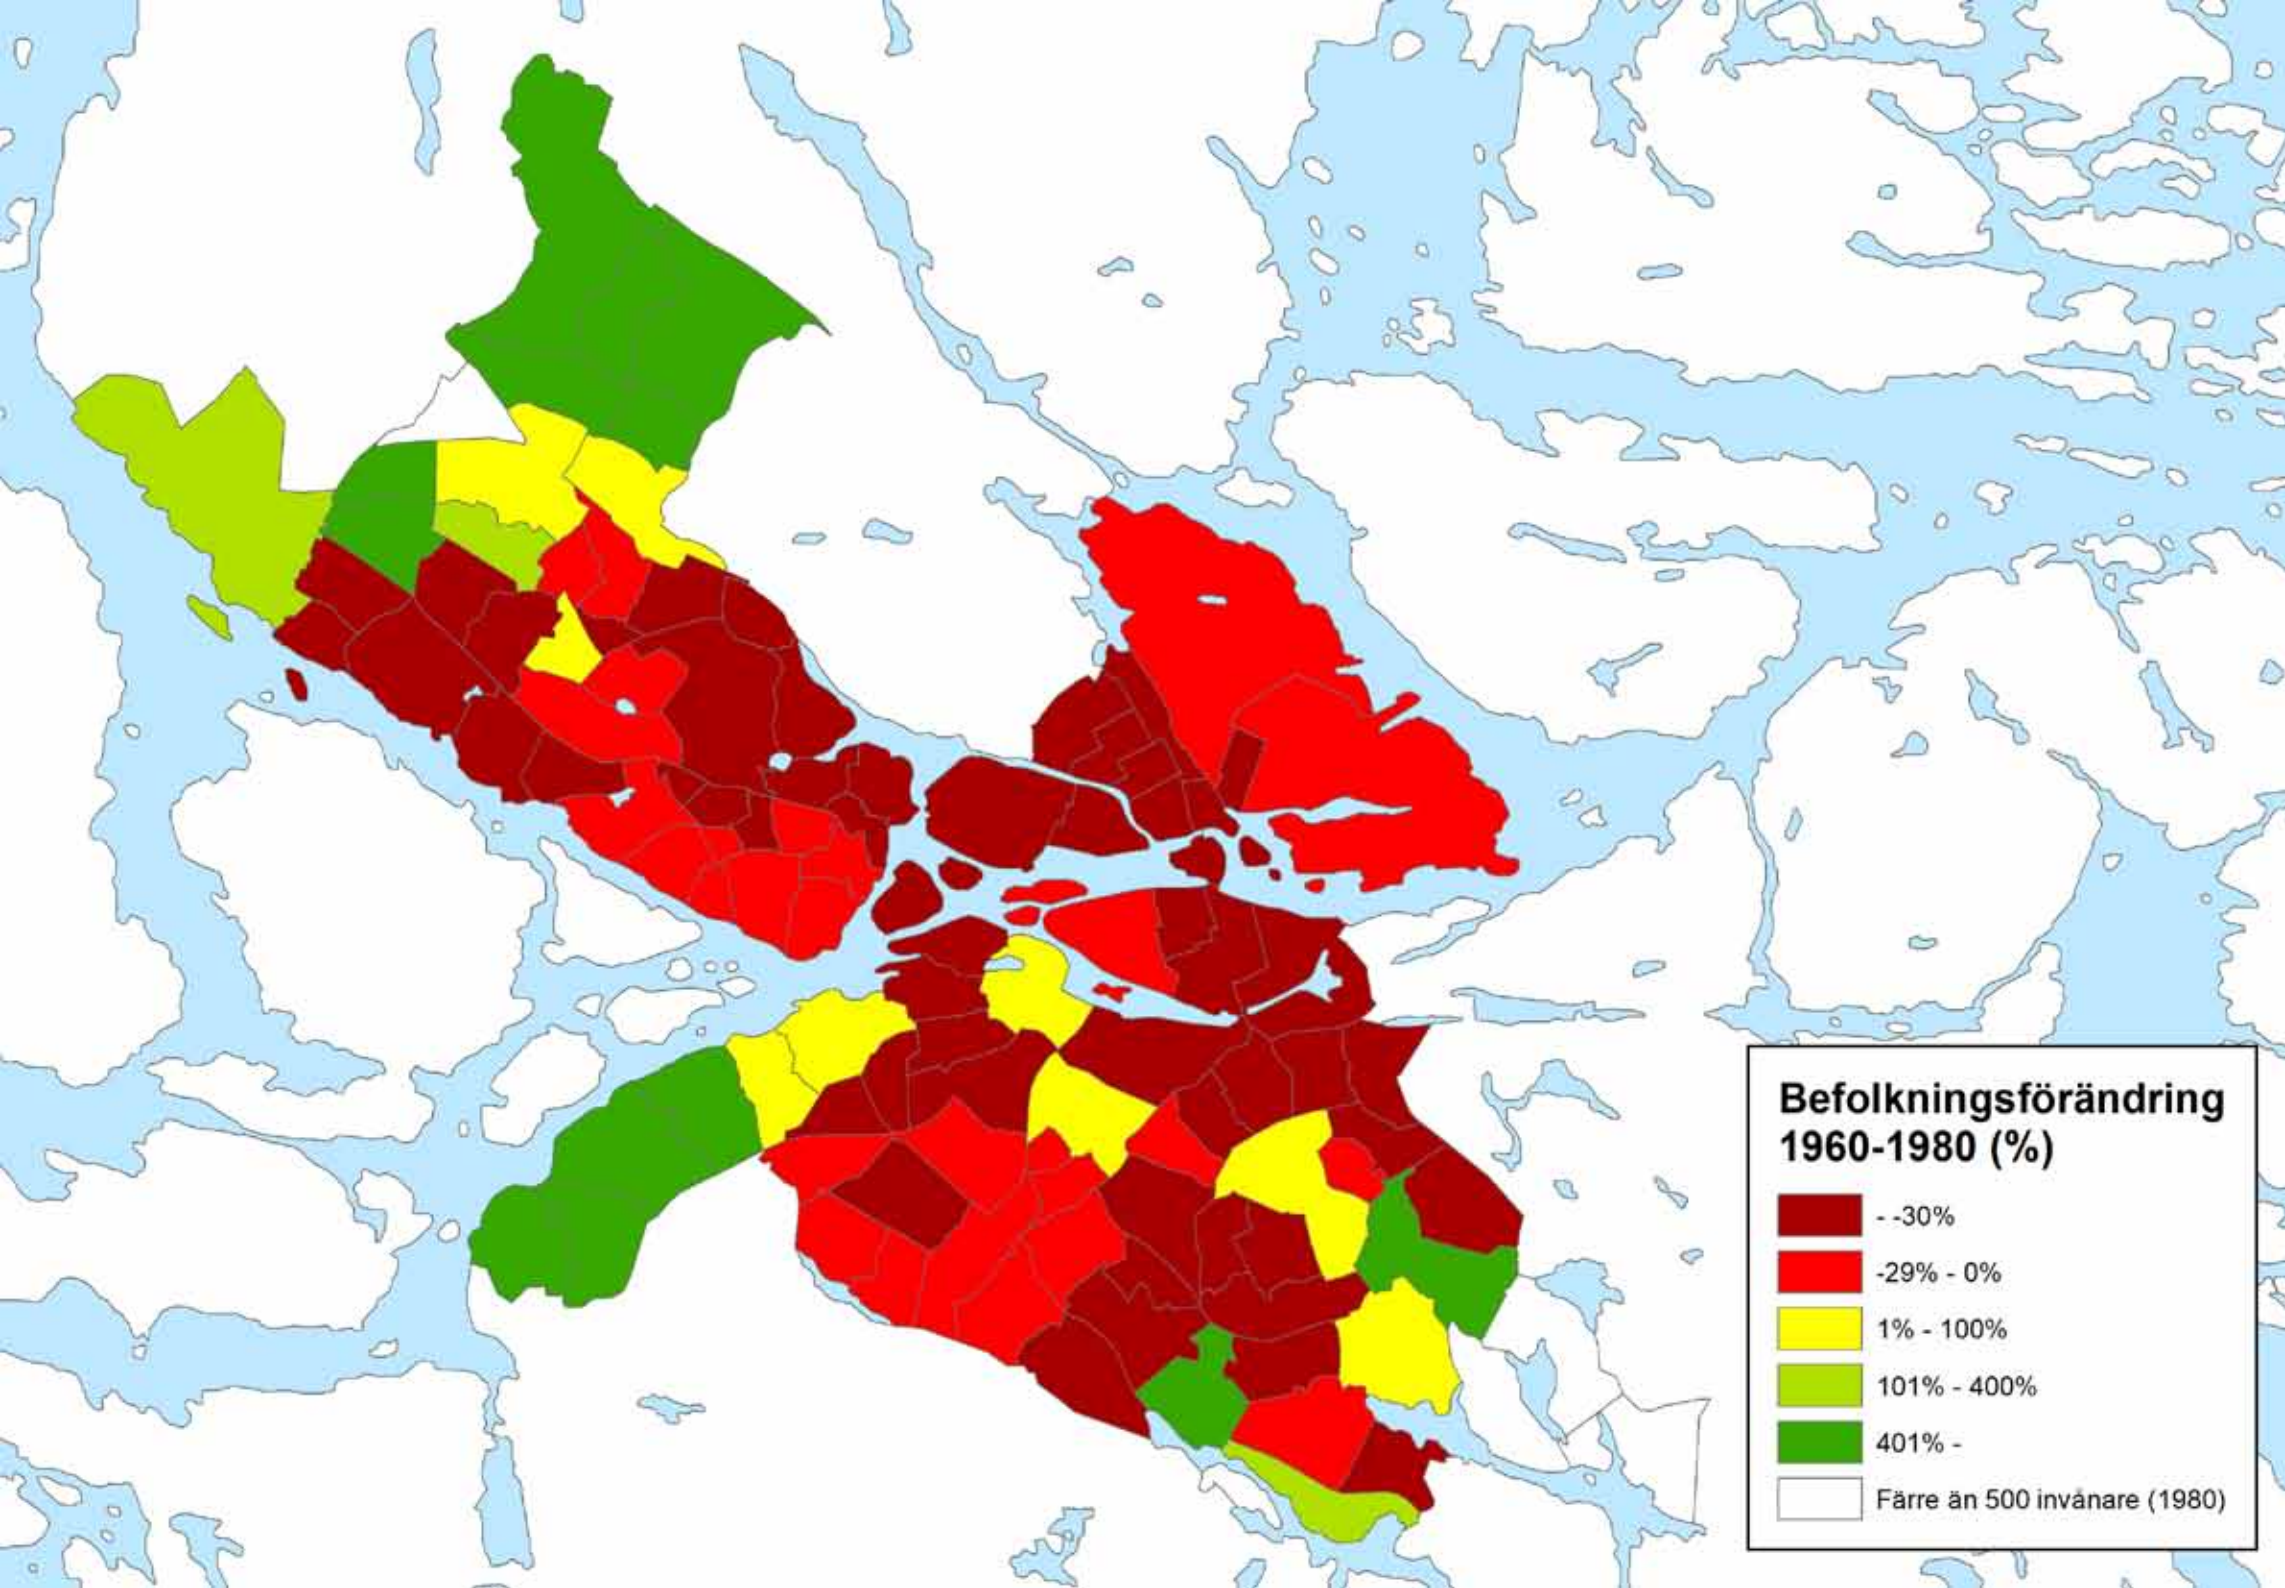 Befolkningsförändring
1960-1980 (%)
- -30%
-29% - 0%
1% - 100%
101% - 400%
401% -
Färre än 500 invånare (1980)